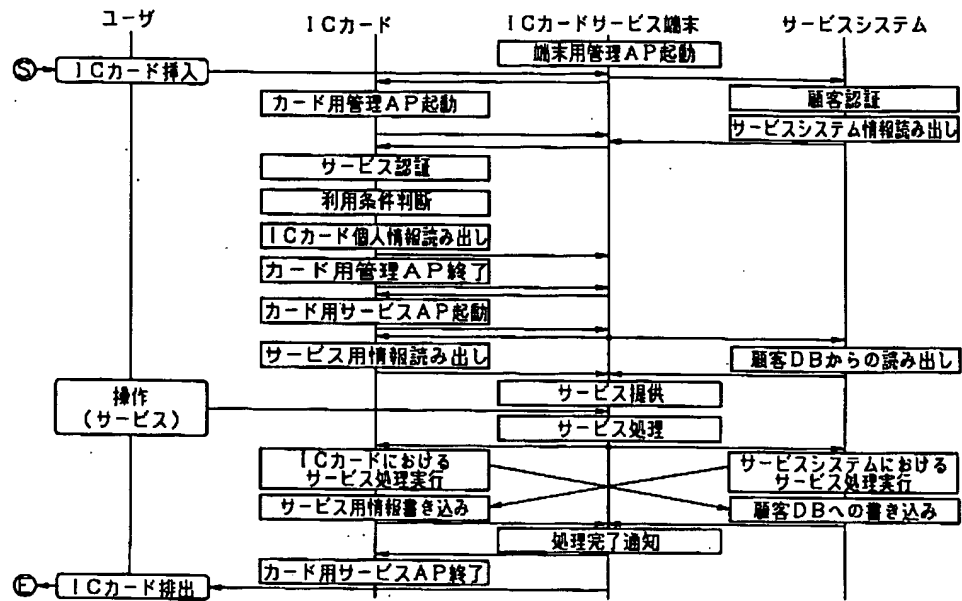 ユーザ
ICカード
ICカードサービス端末
サービスシステム
端末用管理AP起動
S
ICカード挿入
カード用管理AP起動
顧客認証
サービスシステム情報読み出し
サービス認証
利用条件判断
ICカード個人情報読み出し
カード用管理AP終了
カード用サービスAP起動
サービス用情報読み出し
顧客DBからの読み出し
操作
(サービス)
サービス提供
サービス処理
ICカードにおける
サービス処理実行
サービスシステムにおける
サービス処理実行
サービス用情報書き込み
顧客DBへの書き込み
処理完了通知
カード用サービスAP終了
E
ICカード排出